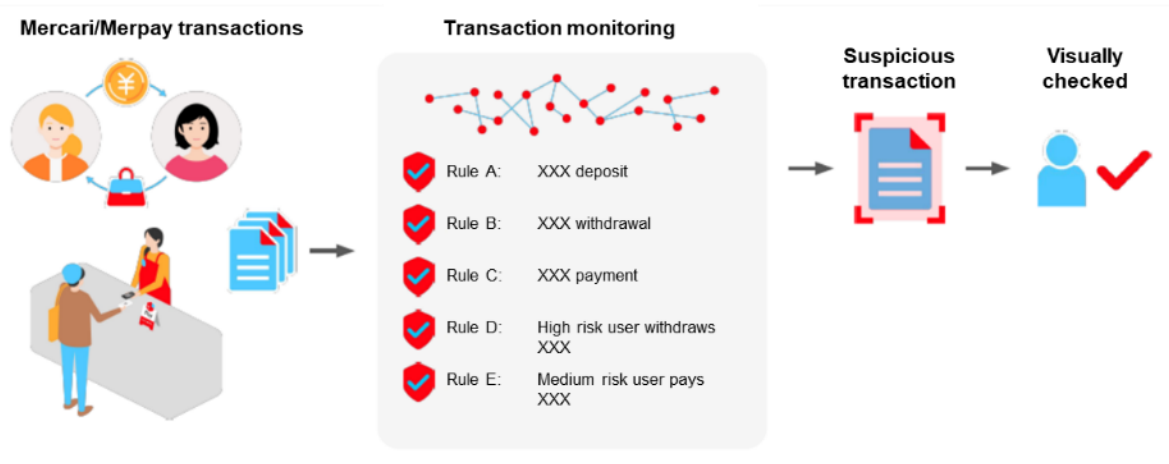 Mercari/Merpay transactions
Transaction monitoring
Suspicious
transaction
Visually
checked
¥
Rule A: XXX deposit
Rule B: XXX withdrawal
Rule C: XXX payment
Rule D: High risk user withdraws
XXX
Rule E: Medium risk user pays
XXX